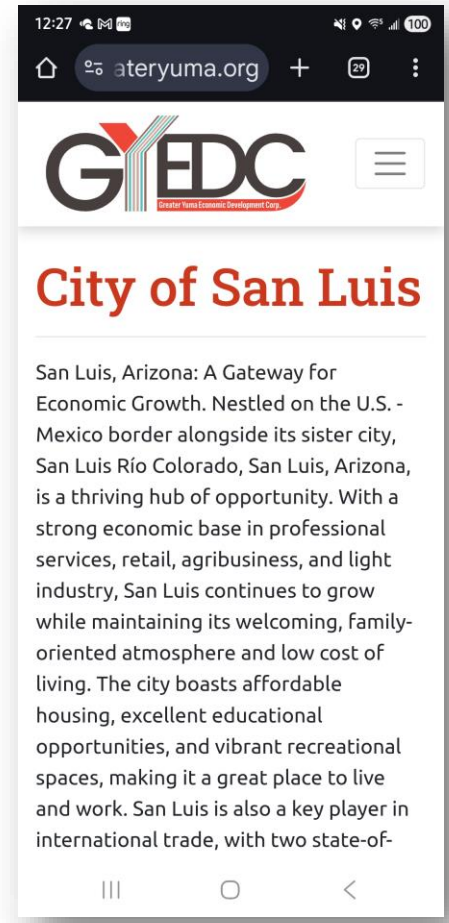 12:27 ring 100
ateryuma.org 29
GYEDC
Greater Yuma Economic Development Corp.
City of San Luis
San Luis, Arizona: A Gateway for
Economic Growth. Nestled on the U.S. -
Mexico border alongside its sister city,
San Luis Río Colorado, San Luis, Arizona,
is a thriving hub of opportunity. With a
strong economic base in professional
services, retail, agribusiness, and light
industry, San Luis continues to grow
while maintaining its welcoming, family-
oriented atmosphere and low cost of
living. The city boasts affordable
housing, excellent educational
opportunities, and vibrant recreational
spaces, making it a great place to live
and work. San Luis is also a key player in
international trade, with two state-of-